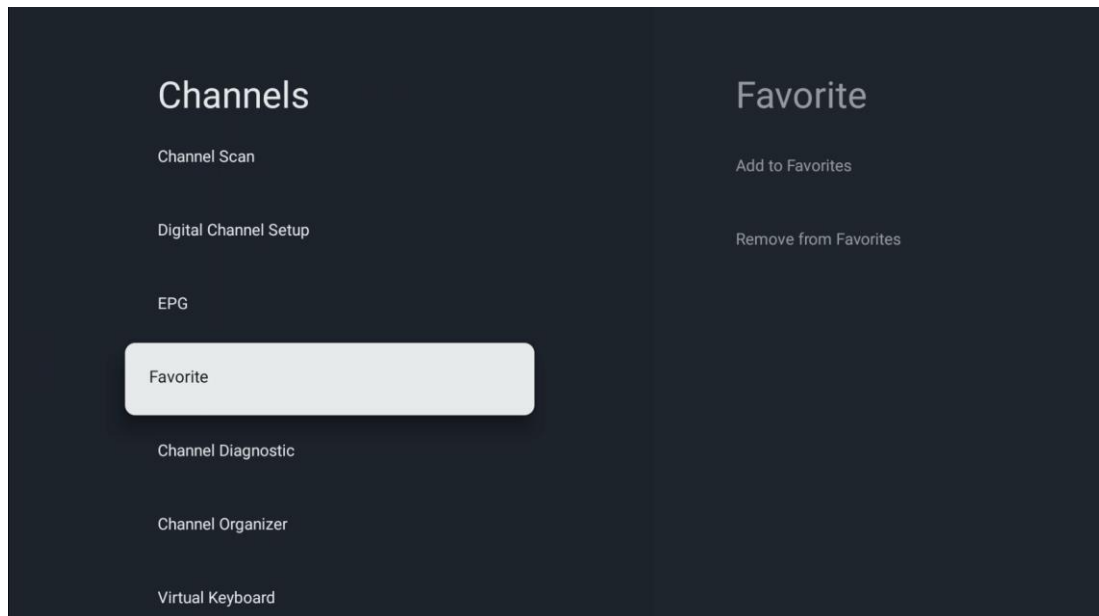 Channels
Channel Scan
Digital Channel Setup
EPG
Favorite
Channel Diagnostic
Channel Organizer
Virtual Keyboard
Favorite
Add to Favorites
Remove from Favorites